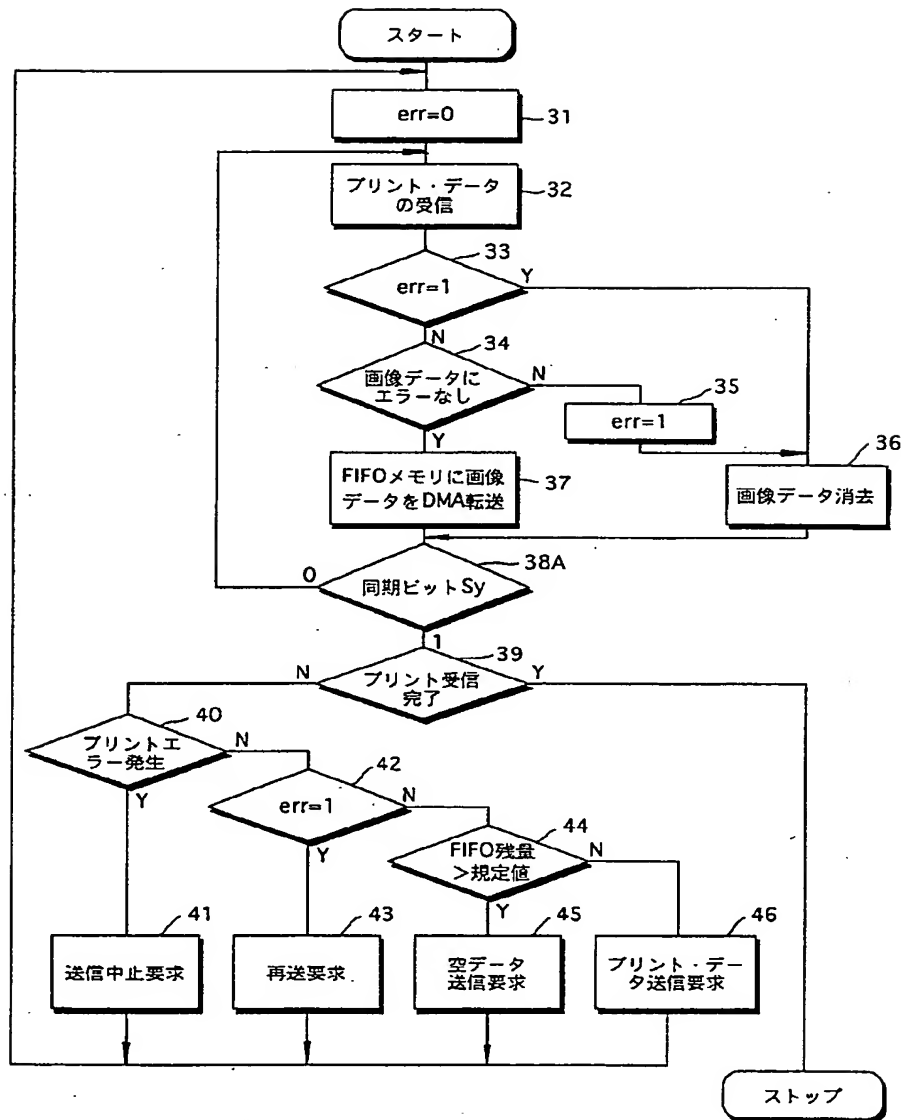 スタート
err=0
31
プリント・データ
の受信
32
33
err=1
Y
N
34
画像データに
エラーなし
N
35
err=1
Y
36
FIFOメモリに画像
データをDMA転送
37
画像データ消去
38A
0
同期ビットSy
1
39
N
プリント受信
完了
Y
40
プリントエ
ラー発生
N
Y
42
err=1
N
Y
44
FIFO残量
>規定値
N
Y
41
送信中止要求
43
再送要求
45
空データ
送信要求
46
プリント・デー
タ送信要求
ストップ